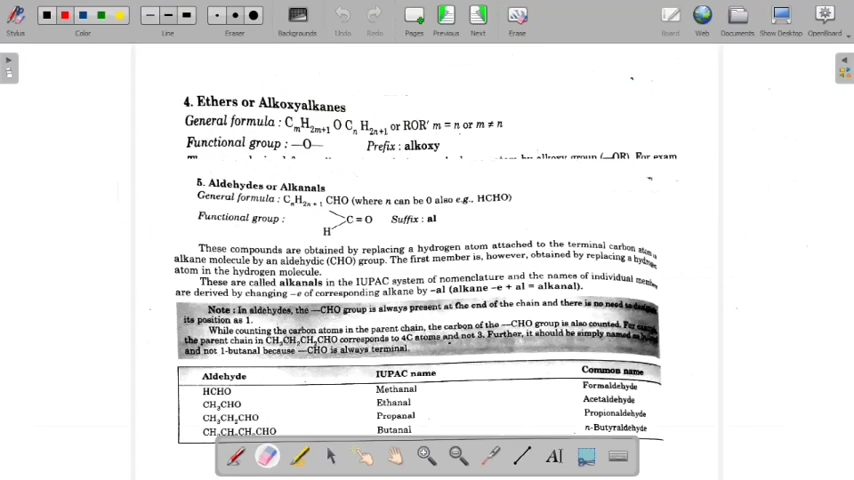 Stylus
Color
Line
Eraser
Backgrounds
Undo
Redo
Pages
Previous
Next
Erase
Board
Web
Documents
Show Desktop
OpenBoard
4. Ethers or Alkoxyalkanes
General formula : CₘH₂ₘ₊₁ O Cₙ H₂ₙ₊₁ or ROR′ m = n or m ≠ n
Functional group : —O— Prefix : alkoxy
by alkoxy group (—OR). For exam
5. Aldehydes or Alkanals
General formula : CₙH₂ₙ₊₁ CHO (where n can be 0 also e.g., HCHO)
Functional group : C = O Suffix : al
H
These compounds are obtained by replacing a hydrogen atom attached to the terminal carbon atom
alkane molecule by an aldehydic (CHO) group. The first member is, however, obtained by replacing a hydrogen
atom in the hydrogen molecule.
These are called alkanals in the IUPAC system of nomenclature and the names of individual
are derived by changing –e of corresponding alkane by –al (alkane –e + al = alkanal).
Note : In aldehydes, the —CHO group is always present at the end of the chain and there is no need to
its position as 1.
While counting the carbon atoms in the parent chain, the carbon of the —CHO group is also counted. For
the parent chain in CH₃CH₂CH₂CHO corresponds to 4C atoms and not 3. Further, it should be simply named
and not 1-butanal because —CHO is always terminal.
Aldehyde IUPAC name Common name
HCHO Methanal Formaldehyde
CH₃CHO Ethanal Acetaldehyde
CH₃CH₂CHO Propanal Propionaldehyde
CH₃CH₂CH₂CHO Butanal n-Butyraldehyde